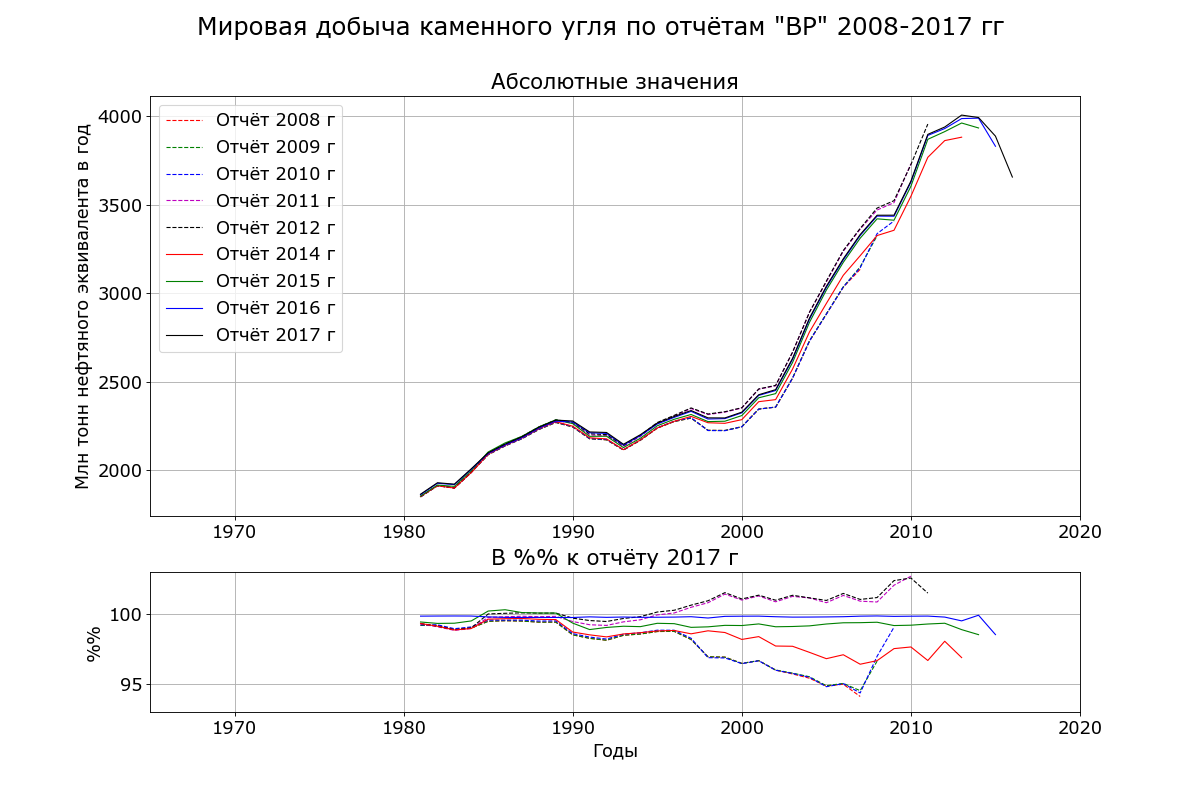 Мировая добыча каменного угля по отчётам "BP" 2008-2017 гг
Абсолютные значения
Млн тонн нефтяного эквивалента в год
4000
3500
3000
2500
2000
Отчёт 2008 г
Отчёт 2009 г
Отчёт 2010 г
Отчёт 2011 г
Отчёт 2012 г
Отчёт 2014 г
Отчёт 2015 г
Отчёт 2016 г
Отчёт 2017 г
1970 1980 1990 2000 2010 2020
В %% к отчёту 2017 г
%%
100
95
1970 1980 1990 2000 2010 2020
Годы